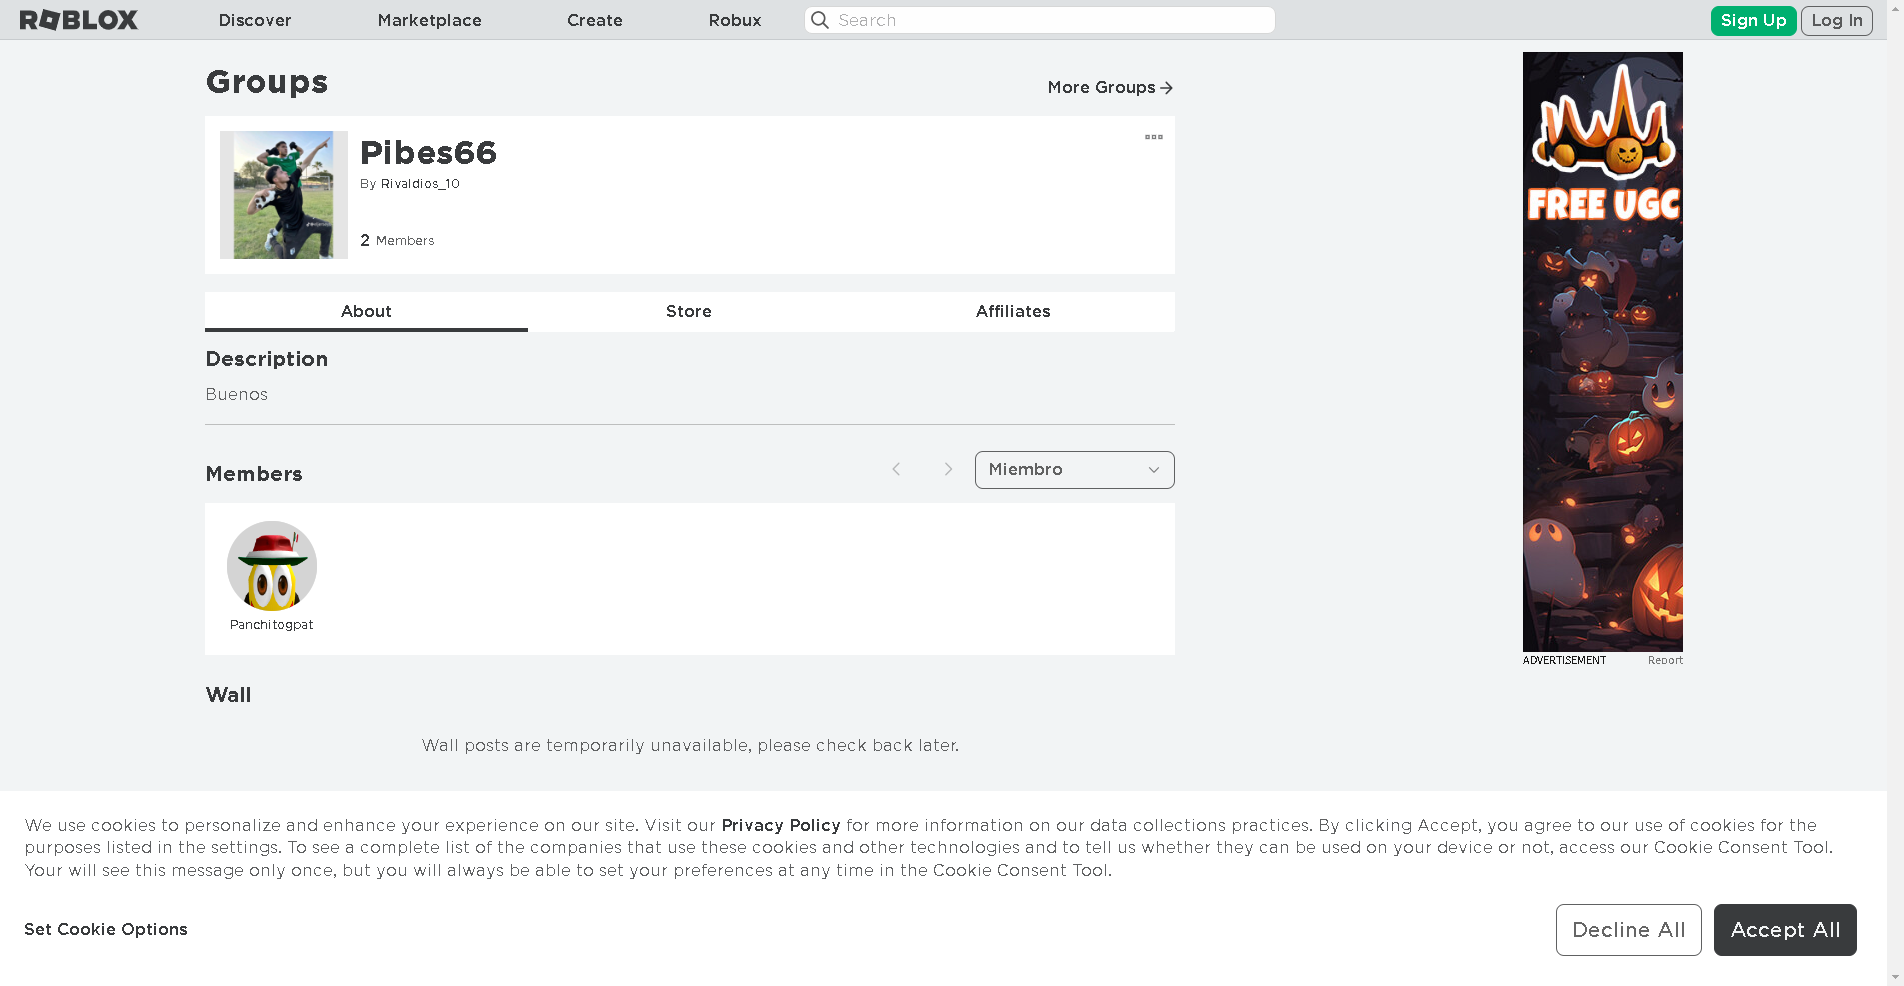 ROBLOX
Discover
Marketplace
Create
Robux
Search
Sign Up
Log In
Groups
More Groups
Pibes66
By Rivaldios_10
2 Members
About
Store
Affiliates
Description
Buenos
Members
Miembro
Panchitogpat
Wall
Wall posts are temporarily unavailable, please check back later.
FREE UGC
ADVERTISEMENT
Report
We use cookies to personalize and enhance your experience on our site. Visit our Privacy Policy for more information on our data collections practices. By clicking Accept, you agree to our use of cookies for the
purposes listed in the settings. To see a complete list of the companies that use these cookies and other technologies and to tell us whether they can be used on your device or not, access our Cookie Consent Tool.
Your will see this message only once, but you will always be able to set your preferences at any time in the Cookie Consent Tool.
Set Cookie Options
Decline All
Accept All